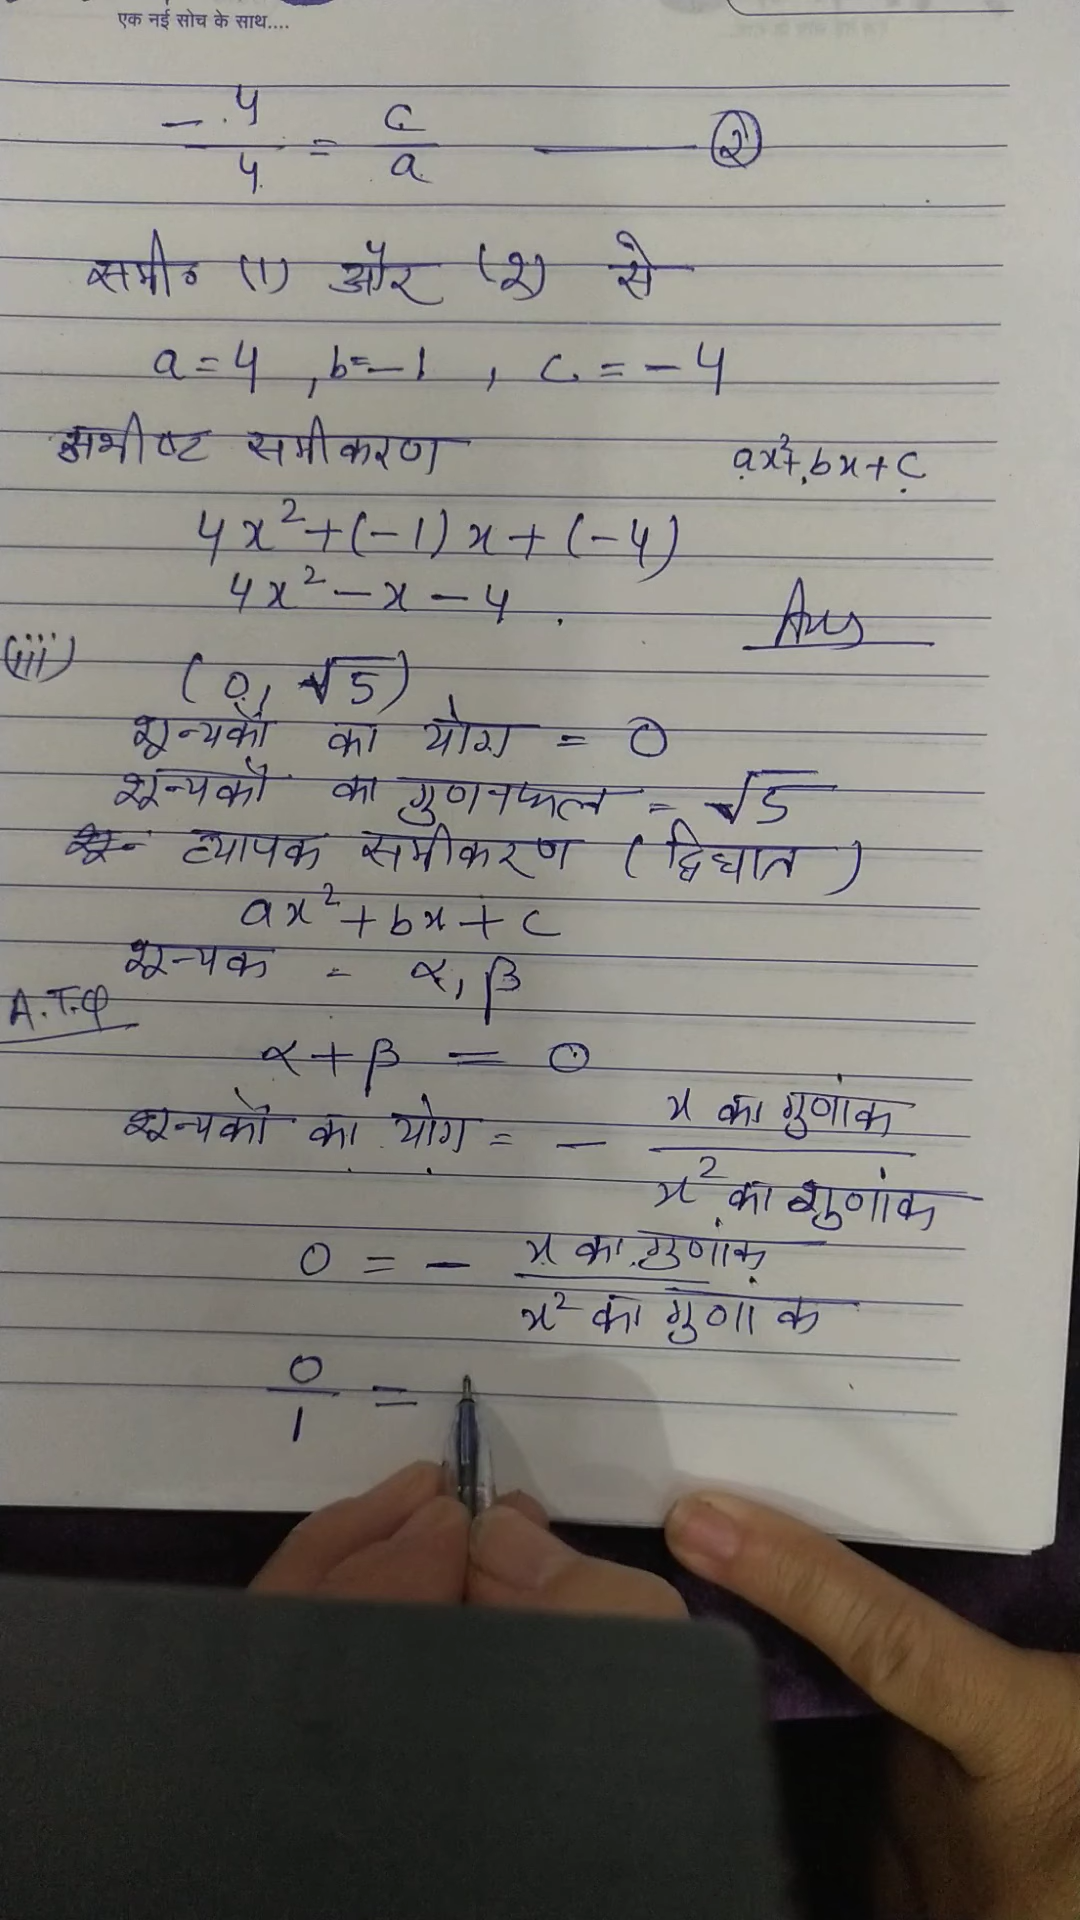 एक नई सोच के साथ....
-4/4 = c/a ——— (२)
समी० (1) और (२) से
a = 4 , b = -1 , c = -4
अभीष्ट समीकरण ax²+bx+c
4x²+(-1)x+(-4)
4x²-x-4. Ans
(iii) (0, √5)
शून्यकों का योग = 0
शून्यकों का गुणनफल = √5
व्यापक समीकरण (द्विघात)
ax²+bx+c
शून्यक = α, β
A.T.Q
α+β = 0
शून्यकों का योग = - x का गुणांक / x² का गुणांक
0 = - x का गुणांक / x² का गुणांक
0/1 =